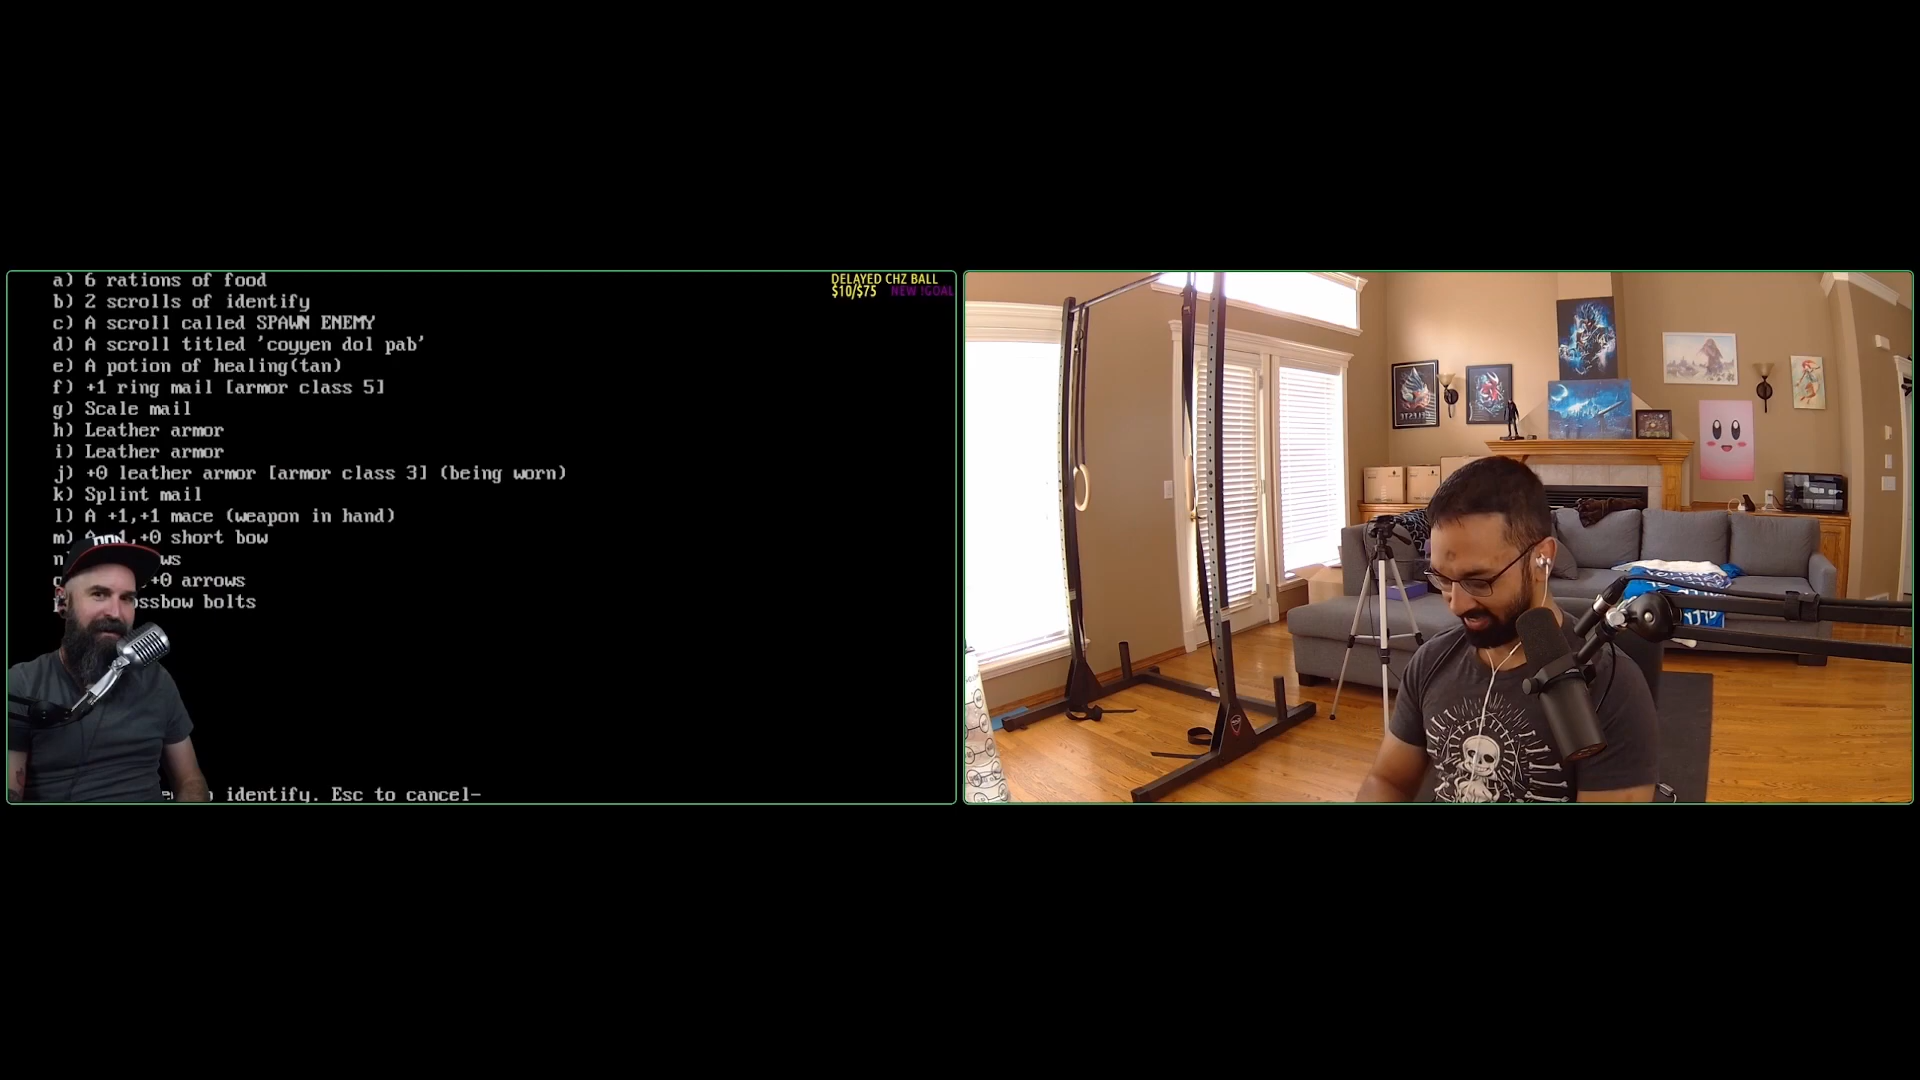 a) 6 rations of food
DELAYED CHZ BALL
$10/$75 NEW !GOAL
b) 2 scrolls of identify
c) A scroll called SPAWN ENEMY
d) A scroll titled 'coyyen dol pab'
e) A potion of healing(tan)
f) +1 ring mail [armor class 5]
g) Scale mail
h) Leather armor
i) Leather armor
j) +0 leather armor [armor class 3] (being worn)
k) Splint mail
l) A +1,+1 mace (weapon in hand)
m) ,+0 short bow
ws
,+0 arrows
ossbow bolts
identify. Esc to cancel-
CELESTE